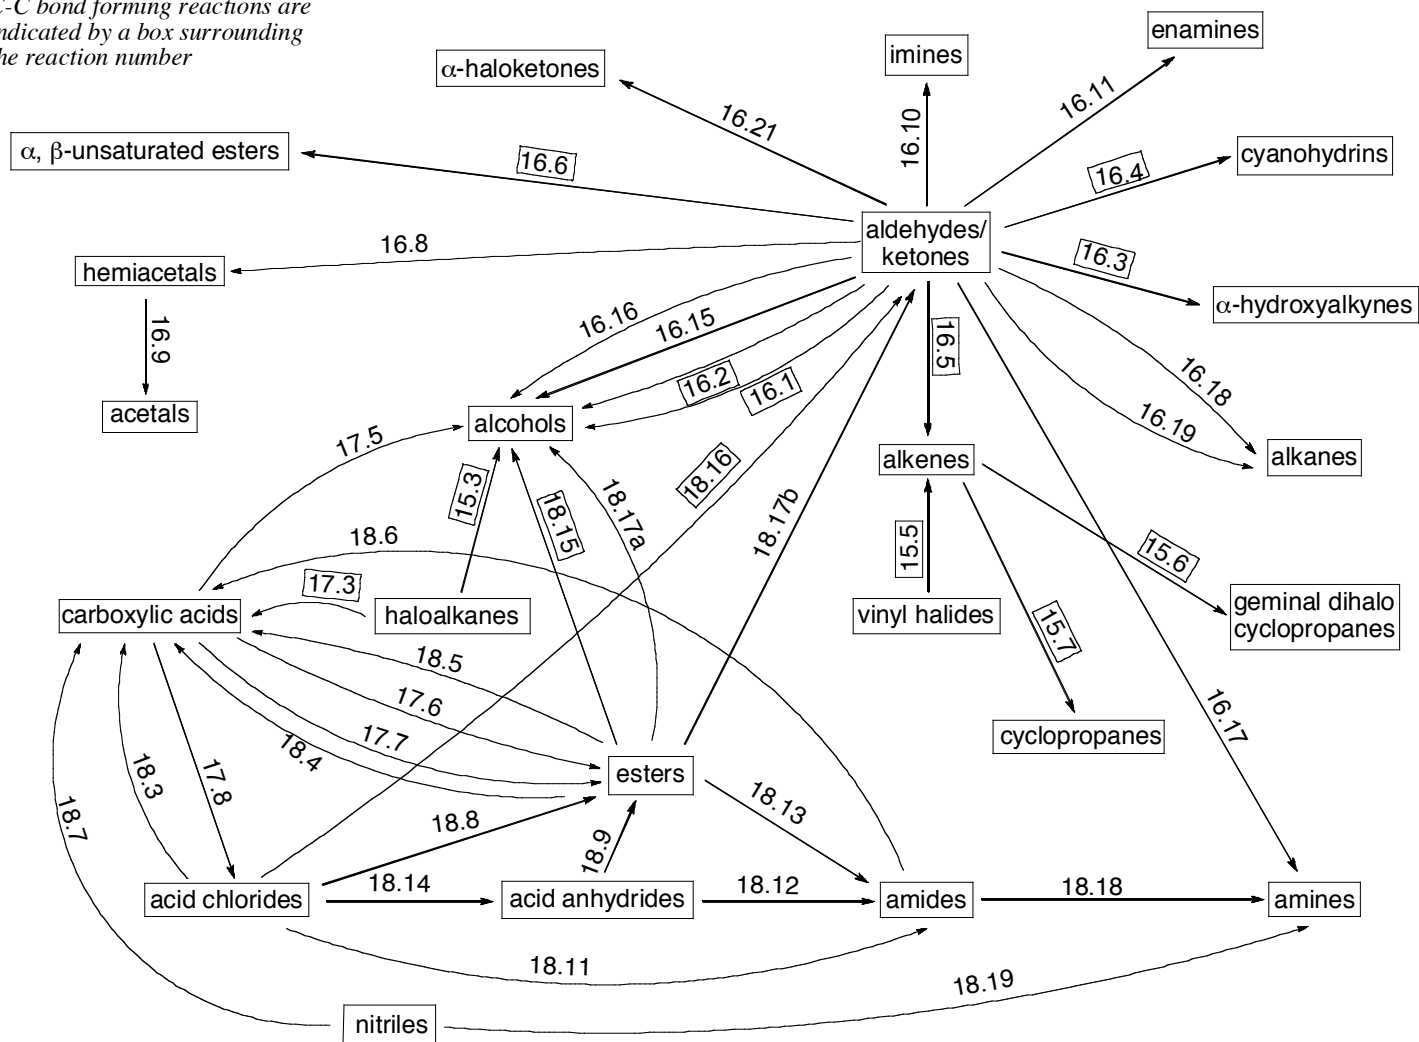 C-C bond forming reactions are
indicated by a box surrounding
the reaction number
enamines
imines
α-haloketones
16.21
16.10
16.11
α, β-unsaturated esters
16.6
16.4
cyanohydrins
aldehydes/
ketones
16.8
16.3
hemiacetals
α-hydroxyalkynes
16.9
16.16
16.15
16.5
16.2
16.1
16.18
16.19
acetals
alcohols
17.5
alkenes
alkanes
15.3
18.15
18.17a
18.16
18.17b
18.6
15.5
15.6
17.3
carboxylic acids
haloalkanes
vinyl halides
geminal dihalo
cyclopropanes
15.7
18.5
17.6
17.7
18.4
16.17
cyclopropanes
18.3
17.8
18.7
esters
18.13
18.8
18.9
18.14
18.12
18.18
acid chlorides
acid anhydrides
amides
amines
18.11
18.19
nitriles